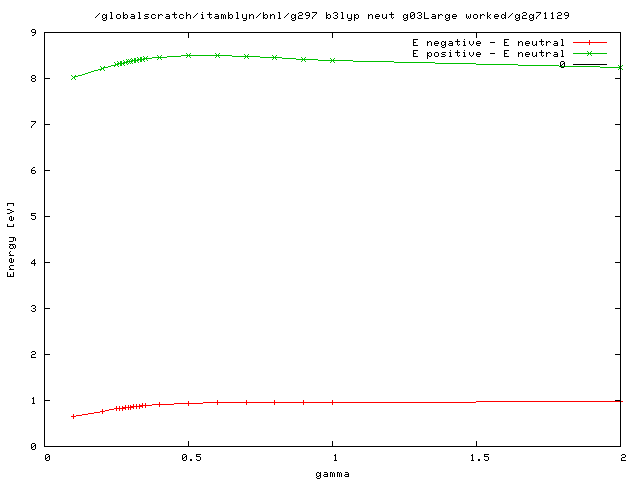 /globalscratch/itamblyn/bnl/g297 b3lyp neut g03Large worked/g2g71129
E negative - E neutral
E positive - E neutral
0
9
8
7
6
5
4
3
2
1
0
Energy [eV]
0 0.5 1 1.5 2
gamma